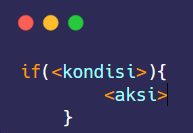 if(<kondisi>){
<aksi>
}